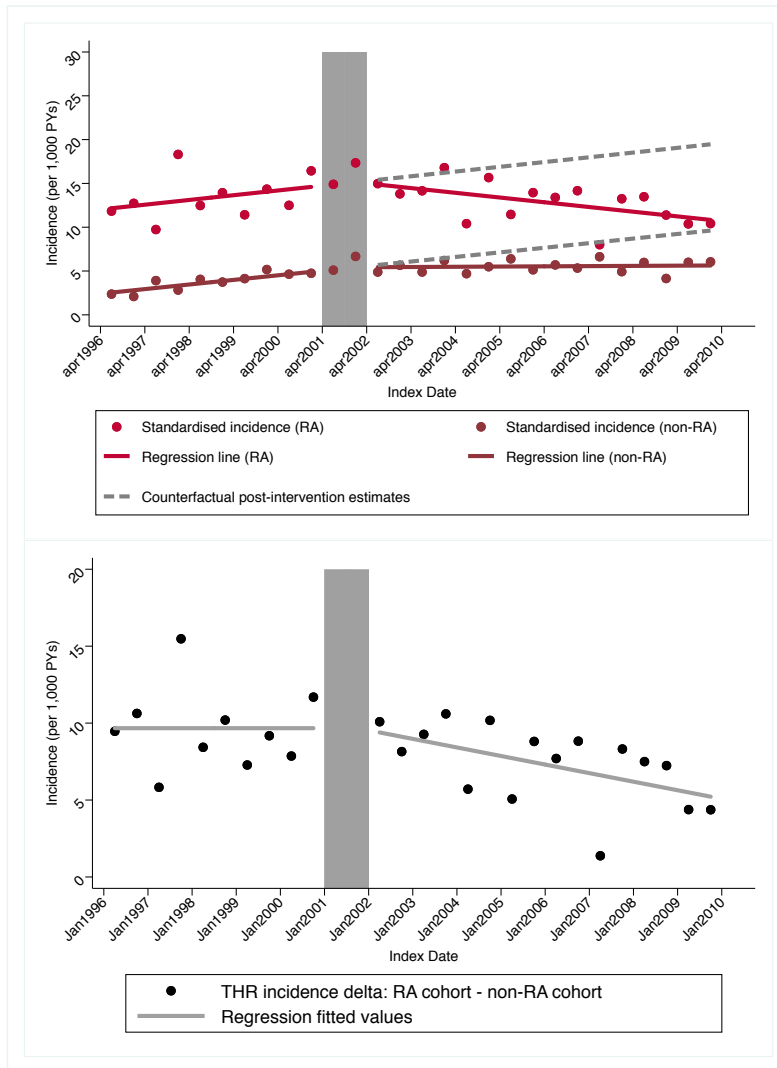 30
25
20
15
10
5
0
Incidence (per 1,000 PYs)
apr1996
apr1997
apr1998
apr1999
apr2000
apr2001
apr2002
apr2003
apr2004
apr2005
apr2006
apr2007
apr2008
apr2009
apr2010
Index Date
Standardised incidence (RA)
Standardised incidence (non-RA)
Regression line (RA)
Regression line (non-RA)
Counterfactual post-intervention estimates
20
15
10
5
0
Incidence (per 1,000 PYs)
Jan1996
Jan1997
Jan1998
Jan1999
Jan2000
Jan2001
Jan2002
Jan2003
Jan2004
Jan2005
Jan2006
Jan2007
Jan2008
Jan2009
Jan2010
Index Date
THR incidence delta: RA cohort - non-RA cohort
Regression fitted values